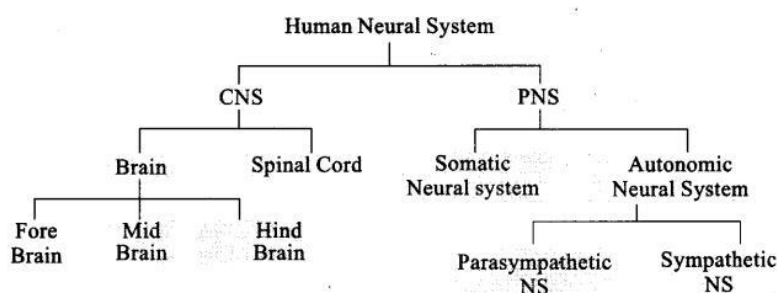 Human Neural System
CNS
PNS
Brain
Spinal Cord
Somatic
Neural system
Autonomic
Neural System
Fore
Brain
Mid
Brain
Hind
Brain
Parasympathetic
NS
Sympathetic
NS